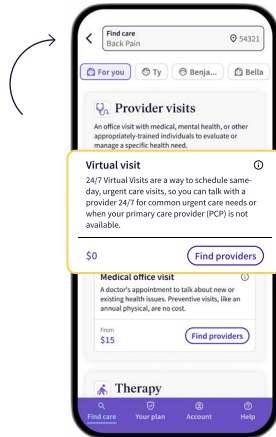 Find care
Back Pain
54321
For you
Ty
Benja...
Bella
Provider visits
An office visit with medical, mental health, or other
appropriately-trained individuals to evaluate or
manage a specific health need.
Virtual visit
24/7 Virtual Visits are a way to schedule same-
day, urgent care visits, so you can talk with a
provider 24/7 for common urgent care needs or
when your primary care provider (PCP) is not
available.
$0
Find providers
Medical office visit
A doctor's appointment to talk about new or
existing health issues. Preventive visits, like an
annual physical, are no cost.
From
$15
Find providers
Therapy
Find care
Your plan
Account
Help